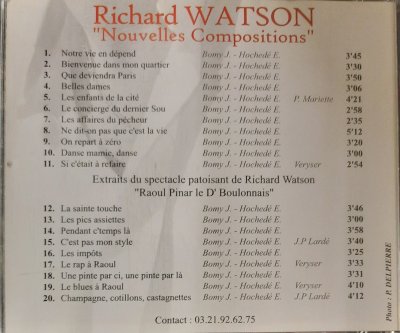 Richard WATSON
"Nouvelles Compositions"
1. Notre vie en dépend Bomy J. - Hochedé E. 3'45
2. Bienvenue dans mon quartier Bomy J. - Hochedé E. 3'30
3. Que deviendra Paris Bomy J. - Hochedé E. 3'50
4. Belles dames Bomy J. - Hochedé E. 3'06
5. Les enfants de la cité Bomy J. - Hochedé E. P. Mariette 4'21
6. Le concierge du dernier Sou Bomy J. - Hochedé E. 2'58
7. Les affaires du pécheur Bomy J. - Hochedé E. 2'35
8. Ne dit-on pas que c'est la vie Bomy J. - Hochedé E. 5'12
9. On repart à zéro Bomy J. - Hochedé E. 3'20
10. Danse mamie, danse Bomy J. - Hochedé E. 3'00
11. Si c'était à refaire Bomy J. - Hochedé E. Veryser 2'54
Extraits du spectacle patoisant de Richard Watson
"Raoul Pinar le D' Boulonnais"
12. La sainte touche Bomy J. - Hochedé E. 3'46
13. Les pics assiettes Bomy J. - Hochedé E. 3'00
14. Pendant c'temps là Bomy J. - Hochedé E. 3'58
15. C'est pas mon style Bomy J. - Hochedé E. J.P Lardé 3'40
16. Les impôts Bomy J. - Hochedé E. 3'25
17. Le rap à Raoul Bomy J. - Hochedé E. Veryser 3'33
18. Une pinte par ci, une pinte par là Bomy J. - Hochedé E. 3'31
19. Le blues à Raoul Bomy J. - Hochedé E. Veryser 4'10
20. Champagne, cotillons, castagnettes Bomy J. - Hochedé E. J.P Lardé 4'12
Contact : 03.21.92.62.75
Photo : P. DELPIERRE